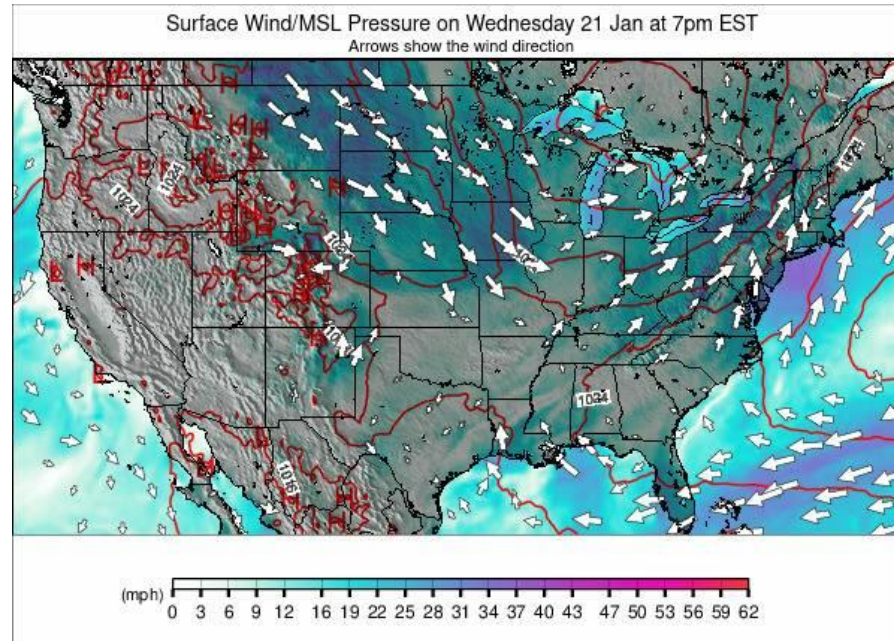 Surface Wind/MSL Pressure on Wednesday 21 Jan at 7pm EST
Arrows show the wind direction
1024
1024
1024
1024
1024
1016
(mph)
0 3 6 9 12 16 19 22 25 28 31 34 37 40 43 47 50 53 56 59 62